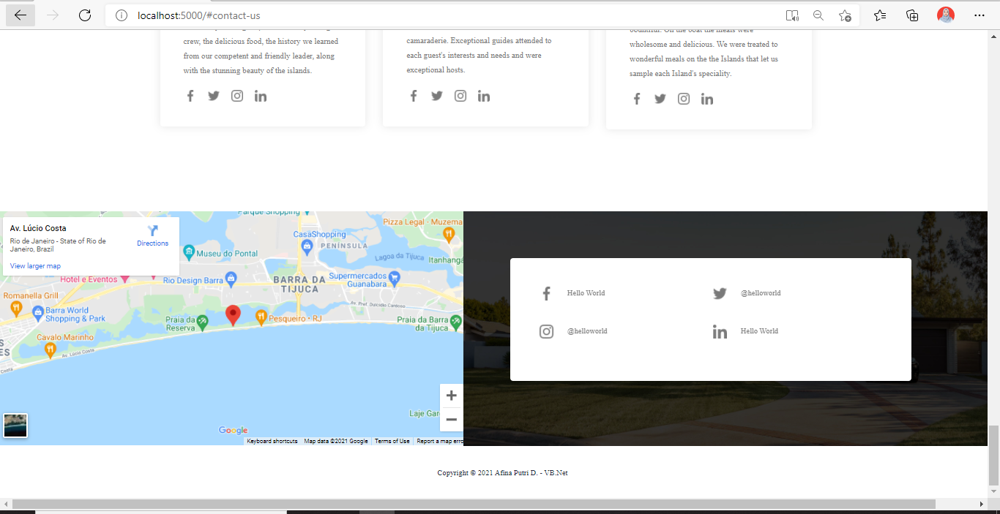 localhost:5000/#contact-us
crew, the delicious food, the history we learned
from our competent and friendly leader, along
with the stunning beauty of the islands.
camaraderie. Exceptional guides attended to
each guest's interests and needs and were
exceptional hosts.
bountiful. On the boat the meals were
wholesome and delicious. We were treated to
wonderful meals on the the Islands that let us
sample each Island's speciality.
Av. Lúcio Costa
Rio de Janeiro - State of Rio de
Janeiro, Brazil
Directions
View larger map
Parque Shopping
Pizza Legal - Muzema
CasaShopping
PENÍNSULA
Museu do Pontal
Lagoa da Tijuca
Itanhangá
Hotel e Eventos
Rio Design Barra
BARRA DA
TIJUCA
Supermercados
Guanabara
Romanella Grill
Av. Pref. Dulcídio Cardoso
Barra World
Shopping & Park
Praia da
Reserva
Pesqueiro - RJ
Praia da Barra
da Tijuca
Cavalo Marinho
Av. Lúcio Costa
Costa
Laje Gar
Google
Keyboard shortcuts
Map data ©2021 Google
Terms of Use
Report a map erro
Hello World
@helloworld
@helloworld
Hello World
Copyright © 2021 Afina Putri D. - VB.Net